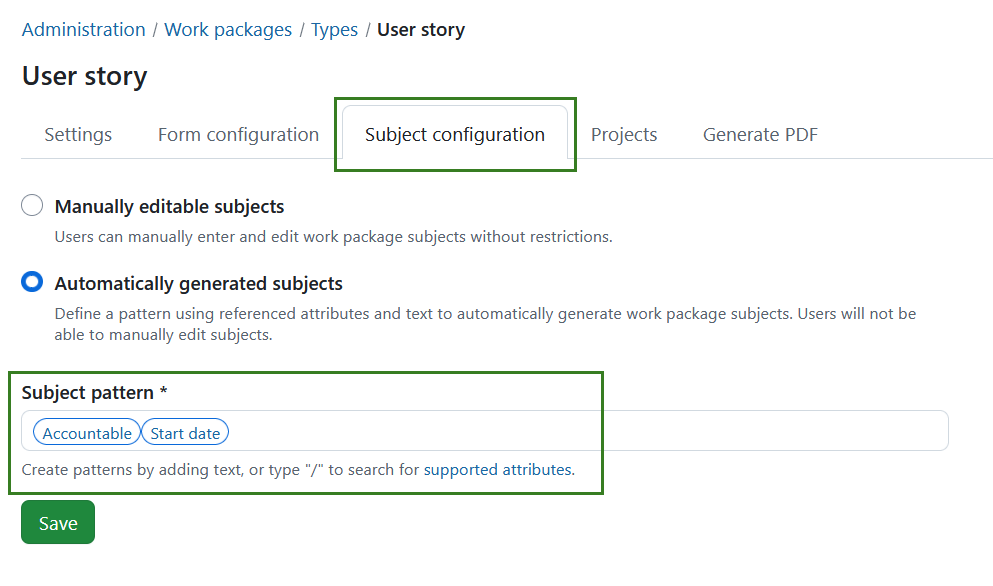 Administration / Work packages / Types / User story
User story
Settings Form configuration Subject configuration Projects Generate PDF
Manually editable subjects
Users can manually enter and edit work package subjects without restrictions.
Automatically generated subjects
Define a pattern using referenced attributes and text to automatically generate work package subjects. Users will not be
able to manually edit subjects.
Subject pattern *
Accountable Start date
Create patterns by adding text, or type "/" to search for supported attributes.
Save